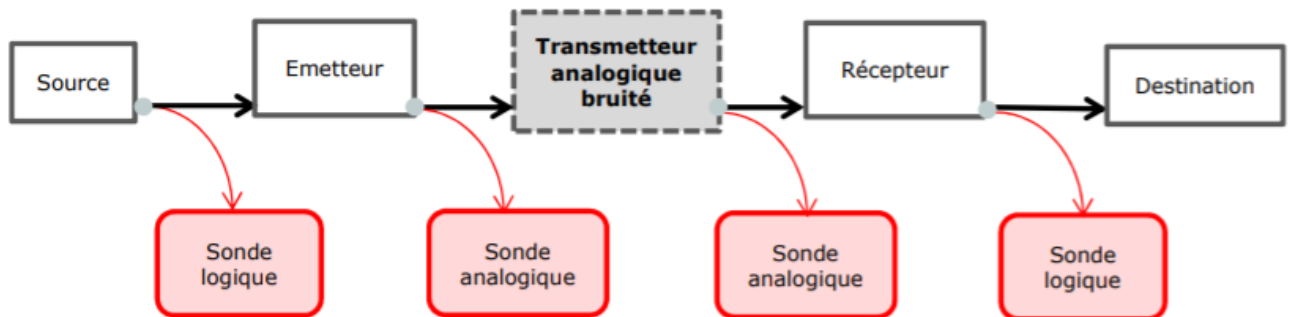 Source
Emetteur
Transmetteur
analogique
bruité
Récepteur
Destination
Sonde
logique
Sonde
analogique
Sonde
analogique
Sonde
logique